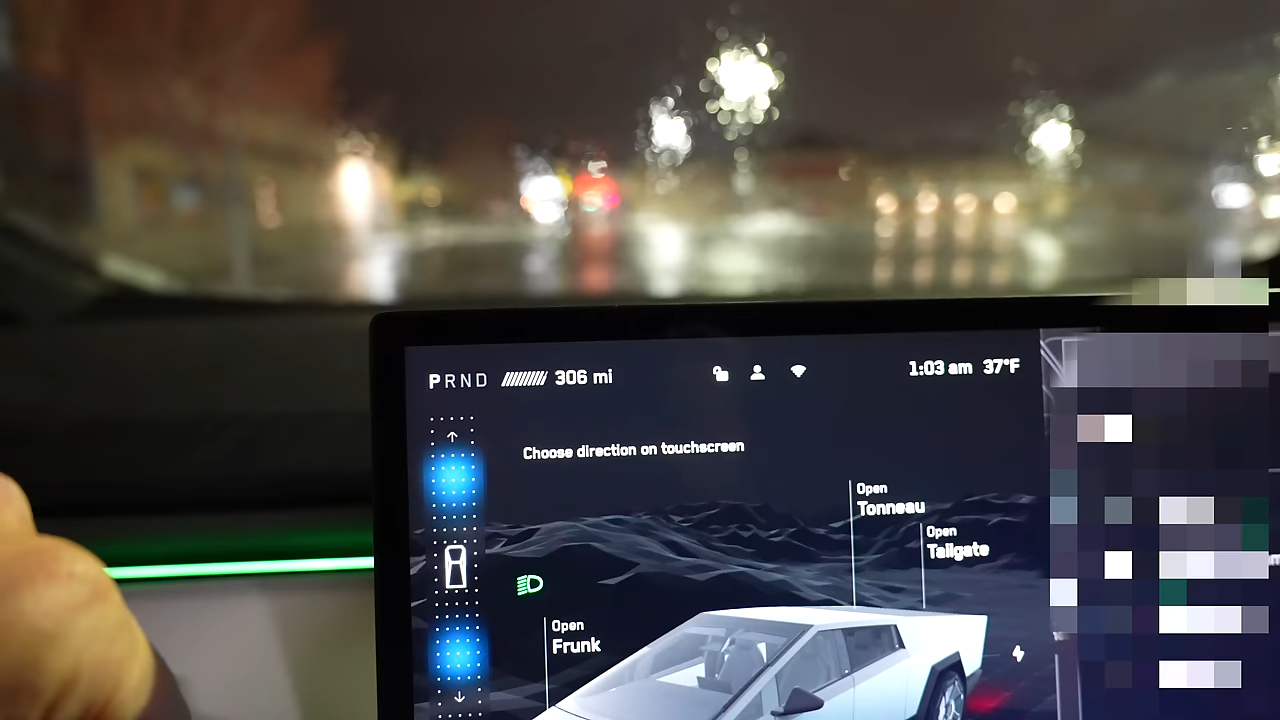 PRND 306 mi 1:03 am 37°F
Choose direction on touchscreen
Open
Tonneau
Open
Tailgate
Open
Frunk